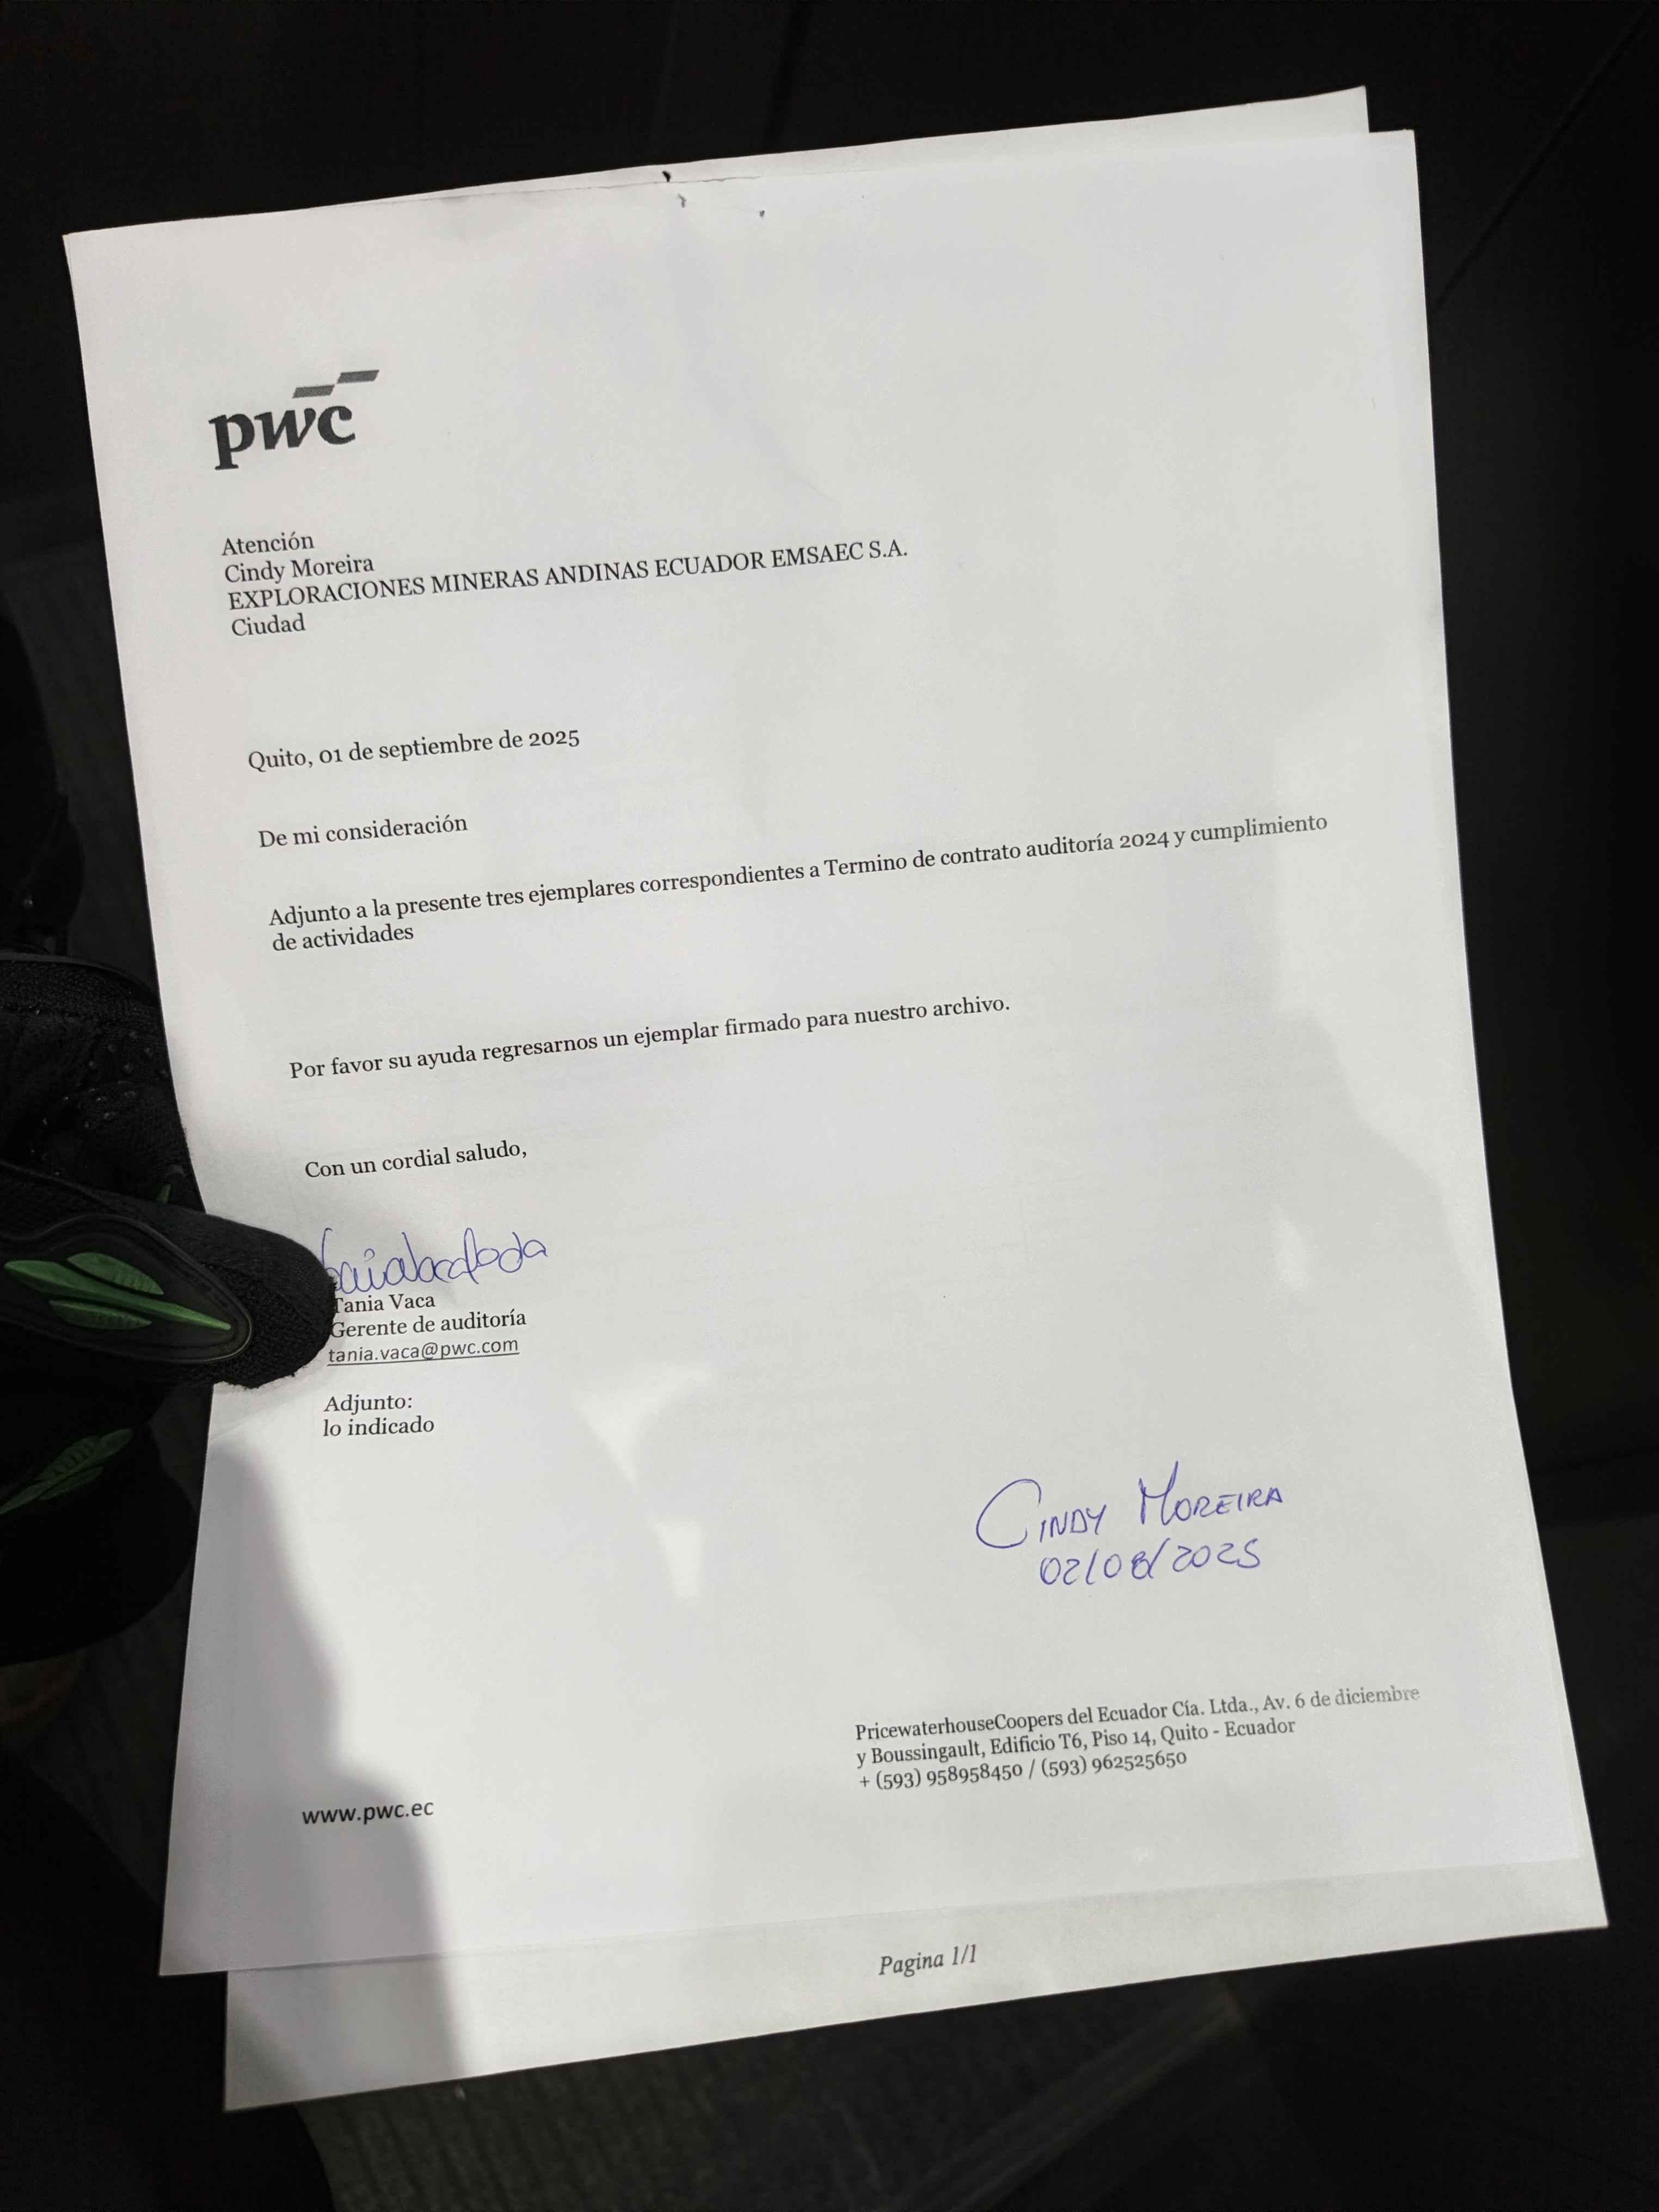 pwc
Atención
Cindy Moreira
EXPLORACIONES MINERAS ANDINAS ECUADOR EMSAEC S.A.
Ciudad
Quito, 01 de septiembre de 2025
De mi consideración
Adjunto a la presente tres ejemplares correspondientes a Termino de contrato auditoría 2024 y cumplimiento
de actividades
Por favor su ayuda regresarnos un ejemplar firmado para nuestro archivo.
Con un cordial saludo,
Tania Vaca
Gerente de auditoría
tania.vaca@pwc.com
Adjunto:
lo indicado
CINDY MOREIRA
02/08/2025
PricewaterhouseCoopers del Ecuador Cía. Ltda., Av. 6 de diciembre
y Boussingault, Edificio T6, Piso 14, Quito - Ecuador
+ (593) 958958450 / (593) 962525650
www.pwc.ec
Pagina 1/1